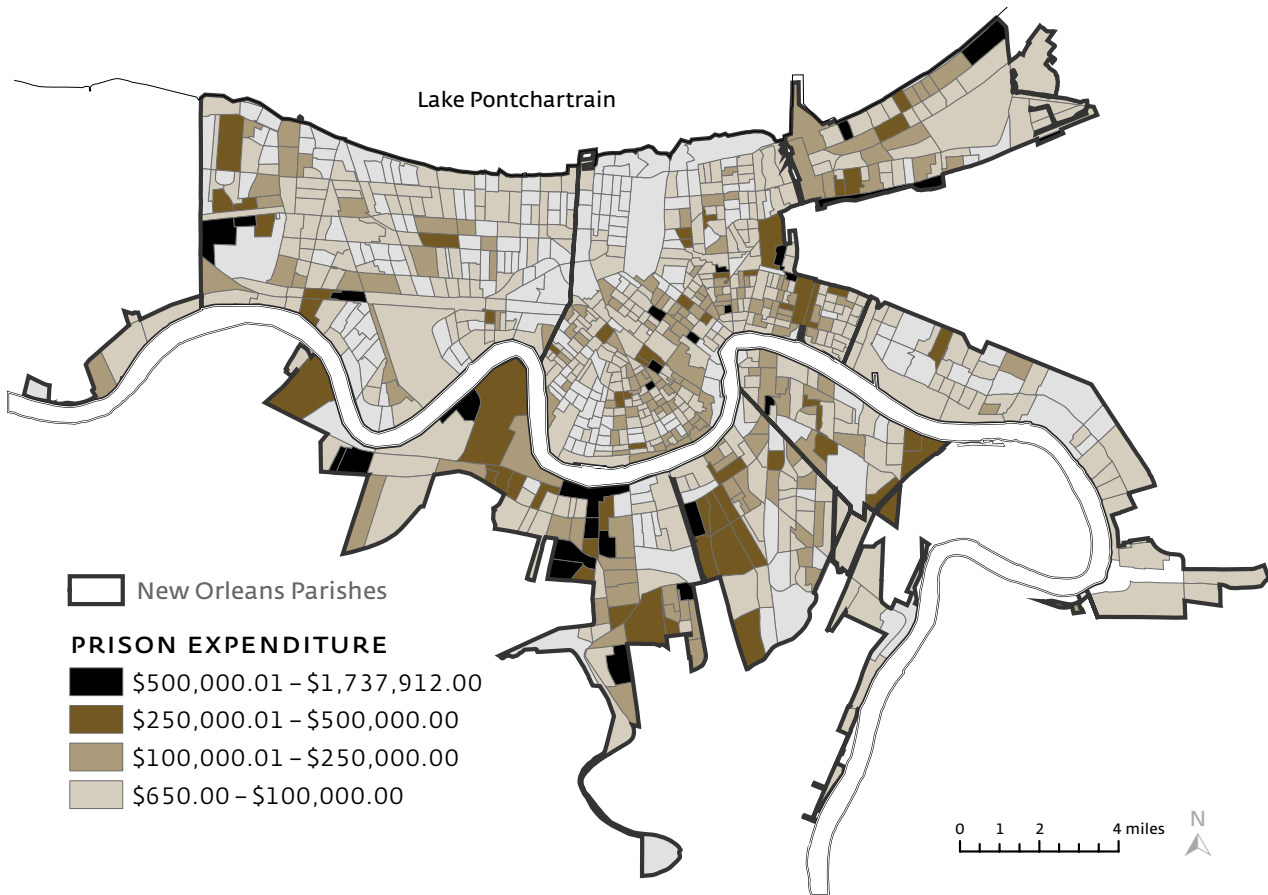 Lake Pontchartrain
New Orleans Parishes
PRISON EXPENDITURE
$500,000.01 – $1,737,912.00
$250,000.01 – $500,000.00
$100,000.01 – $250,000.00
$650.00 – $100,000.00
0 1 2 4 miles
N